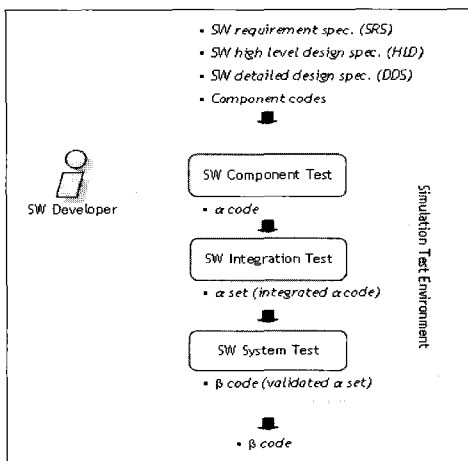 ▪ SW requirement spec. (SRS)
▪ SW high level design spec. (HLD)
▪ SW detailed design spec. (DDS)
▪ Component codes
SW Developer
SW Component Test
▪ α code
SW Integration Test
▪ α set (integrated α code)
SW System Test
▪ β code (validated α set)
▪ β code
Simulation Test Environment